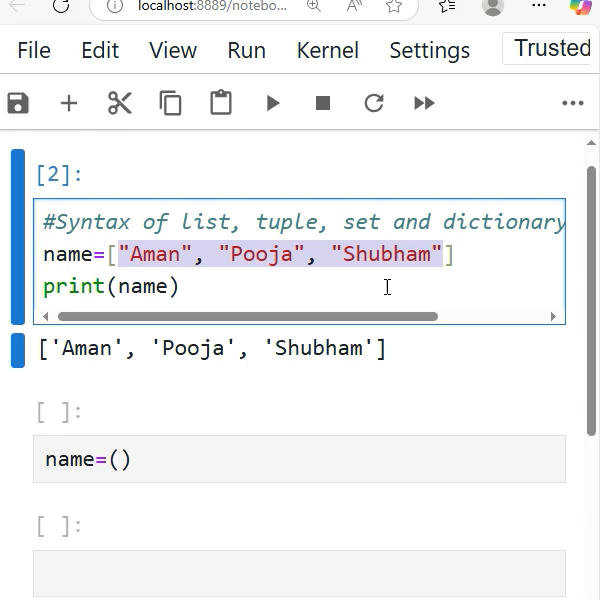 localhost:8889/notebo...
File Edit View Run Kernel Settings Trusted
[2]:
#Syntax of list, tuple, set and dictionary
name=["Aman", "Pooja", "Shubham"]
print(name)
['Aman', 'Pooja', 'Shubham']
[ ]:
name=()
[ ]: